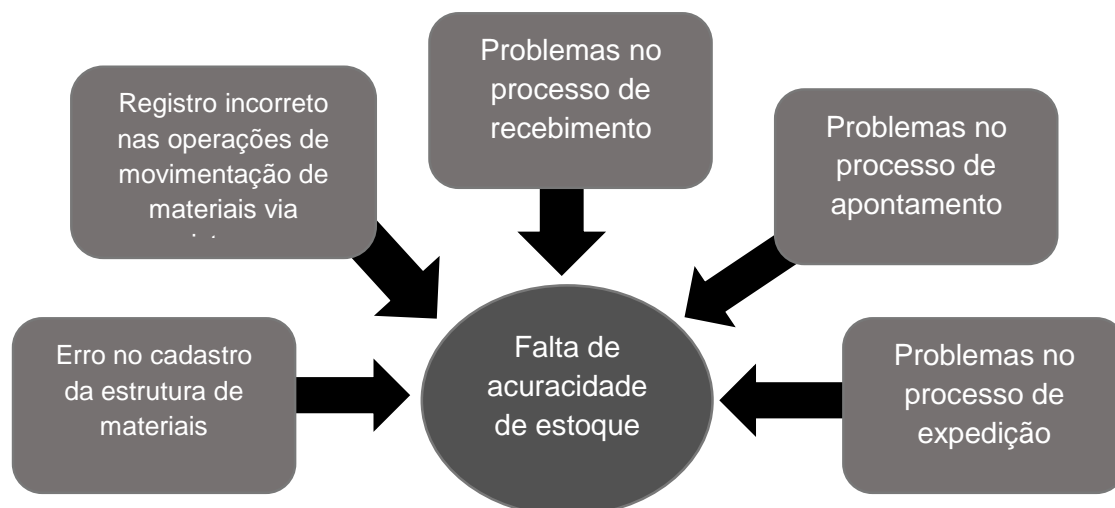 Problemas no
processo de
recebimento
Registro incorreto
nas operações de
movimentação de
materiais via
Problemas no
processo de
apontamento
Erro no cadastro
da estrutura de
materiais
Falta de
acuracidade
de estoque
Problemas no
processo de
expedição